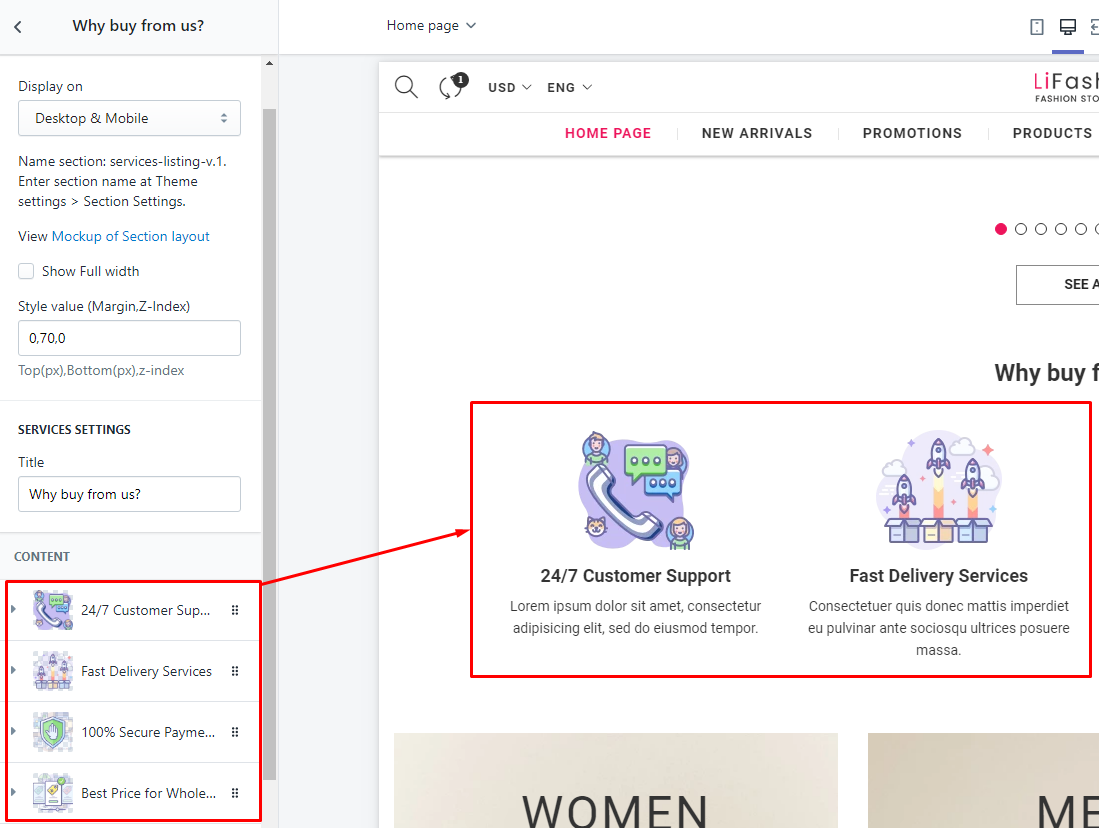 Why buy from us?
Home page
Display on
Desktop & Mobile
Name section: services-listing-v.1.
Enter section name at Theme
settings > Section Settings.
View Mockup of Section layout
Show Full width
Style value (Margin,Z-Index)
0,70,0
Top(px),Bottom(px),z-index
SERVICES SETTINGS
Title
Why buy from us?
CONTENT
24/7 Customer Sup...
Fast Delivery Services
100% Secure Payme...
Best Price for Whole...
1
USD
ENG
LiFash
FASHION STO
HOME PAGE
NEW ARRIVALS
PROMOTIONS
PRODUCTS
SEE A
Why buy f
24/7 Customer Support
Lorem ipsum dolor sit amet, consectetur
adipisicing elit, sed do eiusmod tempor.
Fast Delivery Services
Consectetuer quis donec mattis imperdiet
eu pulvinar ante sociosqu ultrices posuere
massa.
WOMEN
ME